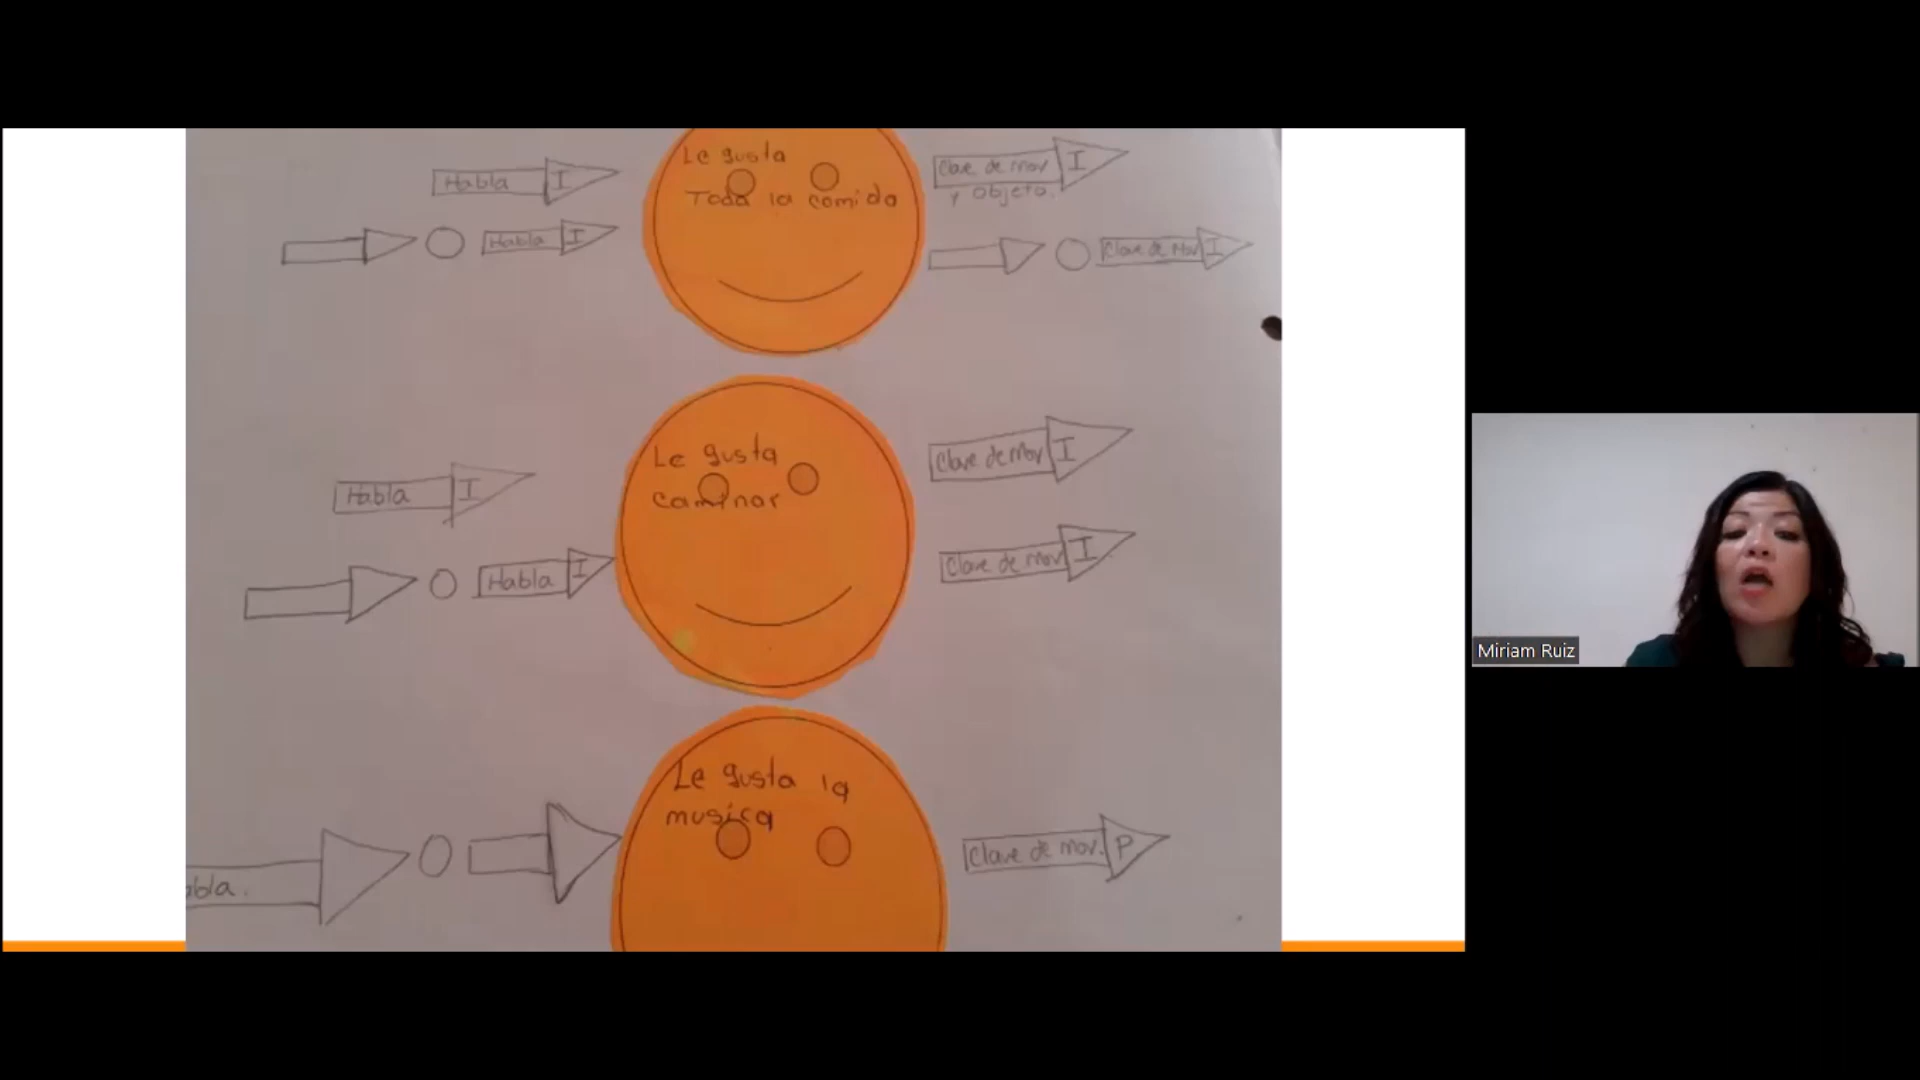 Le gusta
Toda la comida
Habla I
Habla I
Clave de mov I
y objeto.
Clave de Mov I
Le gusta
caminar
Habla I
Habla I
Clave de mov I
Clave de mov I
Le gusta la
musica
abla.
Clave de mov. P
Miriam Ruiz